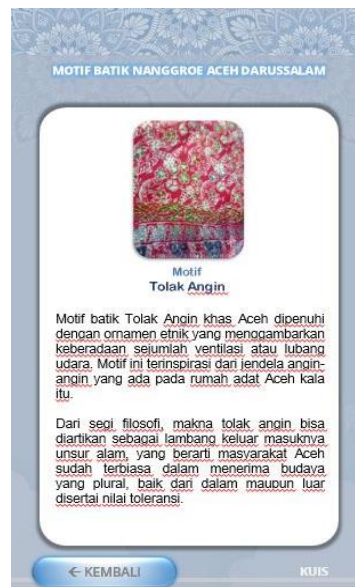 MOTIF BATIK NANGGROE ACEH DARUSSALAM
Motif
Tolak Angin
Motif batik Tolak Angin khas Aceh dipenuhi
dengan ornamen etnik yang menggambarkan
keberadaan sejumlah ventilasi atau lubang
udara. Motif ini terinspirasi dari jendela angin-
angin yang ada pada rumah adat Aceh kala
itu.
Dari segi filosofi, makna tolak angin bisa
diartikan sebagai lambang keluar masuknya
unsur alam, yang berarti masyarakat Aceh
sudah terbiasa dalam menerima budaya
yang plural, baik dari dalam maupun luar
disertai nilai toleransi.
← KEMBALI
KUIS